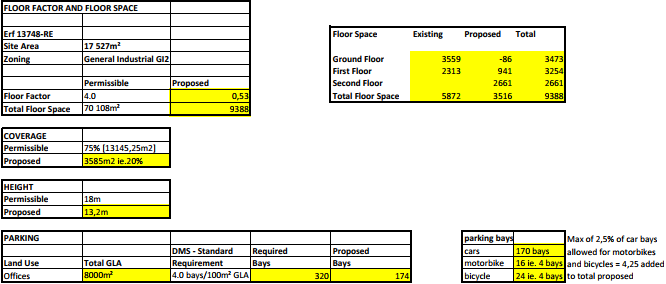 FLOOR FACTOR AND FLOOR SPACE
Erf 13748-RE
Site Area 17 527m²
Zoning General Industrial GI2
Permissible Proposed
Floor Factor 4.0 0,53
Total Floor Space 70 108m² 9388
Floor Space Existing Proposed Total
Ground Floor 3559 -86 3473
First Floor 2313 941 3254
Second Floor 2661 2661
Total Floor Space 5872 3516 9388
COVERAGE
Permissible 75% [13145,25m2]
Proposed 3585m2 ie.20%
HEIGHT
Permissible 18m
Proposed 13,2m
PARKING
DMS - Standard Required Proposed
Land Use Total GLA Requirement Bays Bays
Offices 8000m² 4.0 bays/100m² GLA 320 174
parking bays Max of 2,5% of car bays
cars 170 bays allowed for motorbikes
motorbike 16 ie. 4 bays and bicycles = 4,25 added
bicycle 24 ie. 4 bays to total proposed